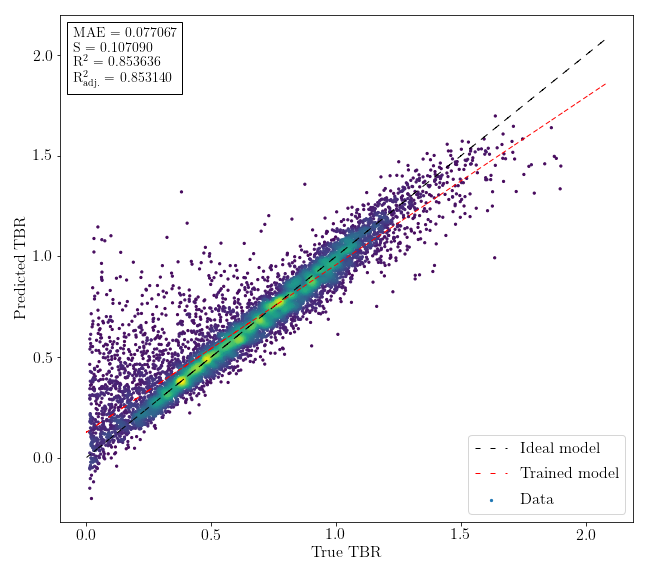 MAE = 0.077067
S = 0.107090
R² = 0.853636
R²adj. = 0.853140
2.0
1.5
1.0
0.5
0.0
Predicted TBR
0.0 0.5 1.0 1.5 2.0
True TBR
Ideal model
Trained model
Data